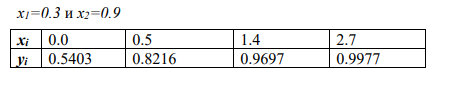 x1=0.3 и x2=0.9
xi 0.0 0.5 1.4 2.7
yi 0.5403 0.8216 0.9697 0.9977